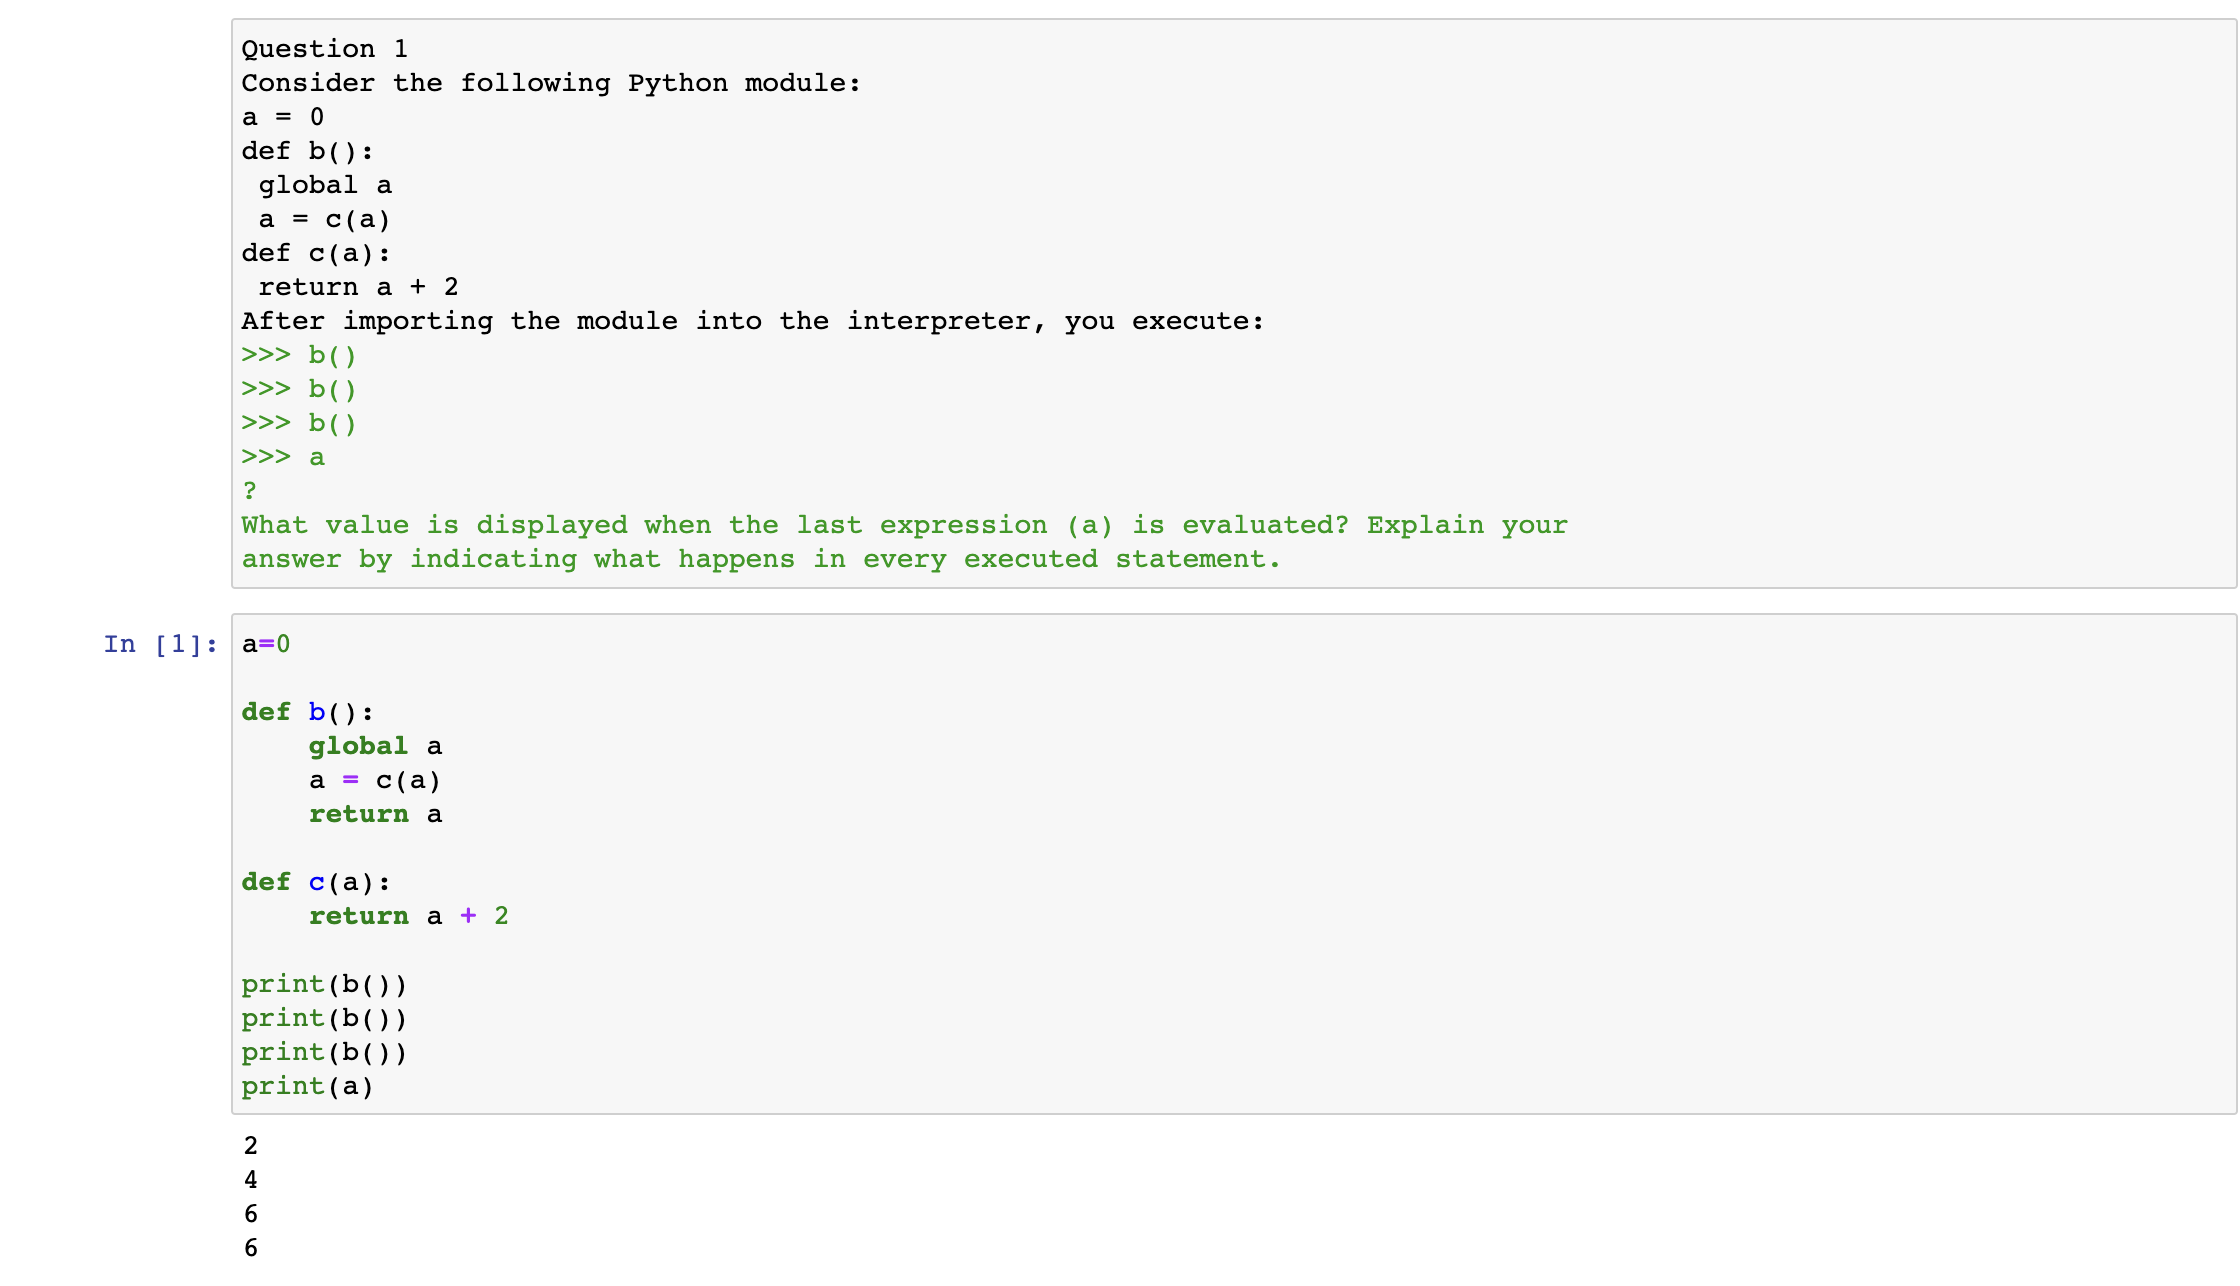 Question 1
Consider the following Python module:
a = 0
def b():
 global a
 a = c(a)
def c(a):
 return a + 2
After importing the module into the interpreter, you execute:
>>> b()
>>> b()
>>> b()
>>> a
?
What value is displayed when the last expression (a) is evaluated? Explain your
answer by indicating what happens in every executed statement.
In [1]:
a=0
def b():
    global a
    a = c(a)
    return a
def c(a):
    return a + 2
print(b())
print(b())
print(b())
print(a)
2
4
6
6